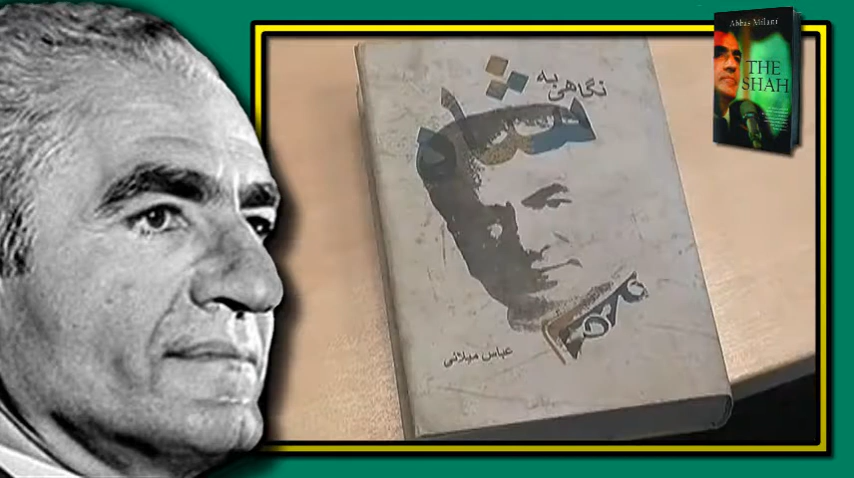 Abbas Milani
THE
SHAH
نگاهی به
شاه
عباس میلانی